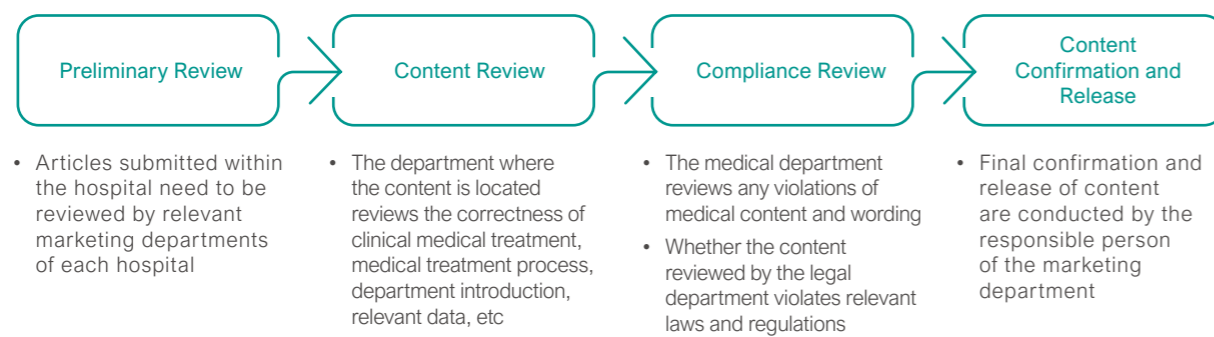 Preliminary Review
Content Review
Compliance Review
Content
Confirmation and
Release
• Articles submitted within
the hospital need to be
reviewed by relevant
marketing departments
of each hospital
• The department where
the content is located
reviews the correctness of
clinical medical treatment,
medical treatment process,
department introduction,
relevant data, etc
• The medical department
reviews any violations of
medical content and wording
• Whether the content
reviewed by the legal
department violates relevant
laws and regulations
• Final confirmation and
release of content
are conducted by the
responsible person
of the marketing
department